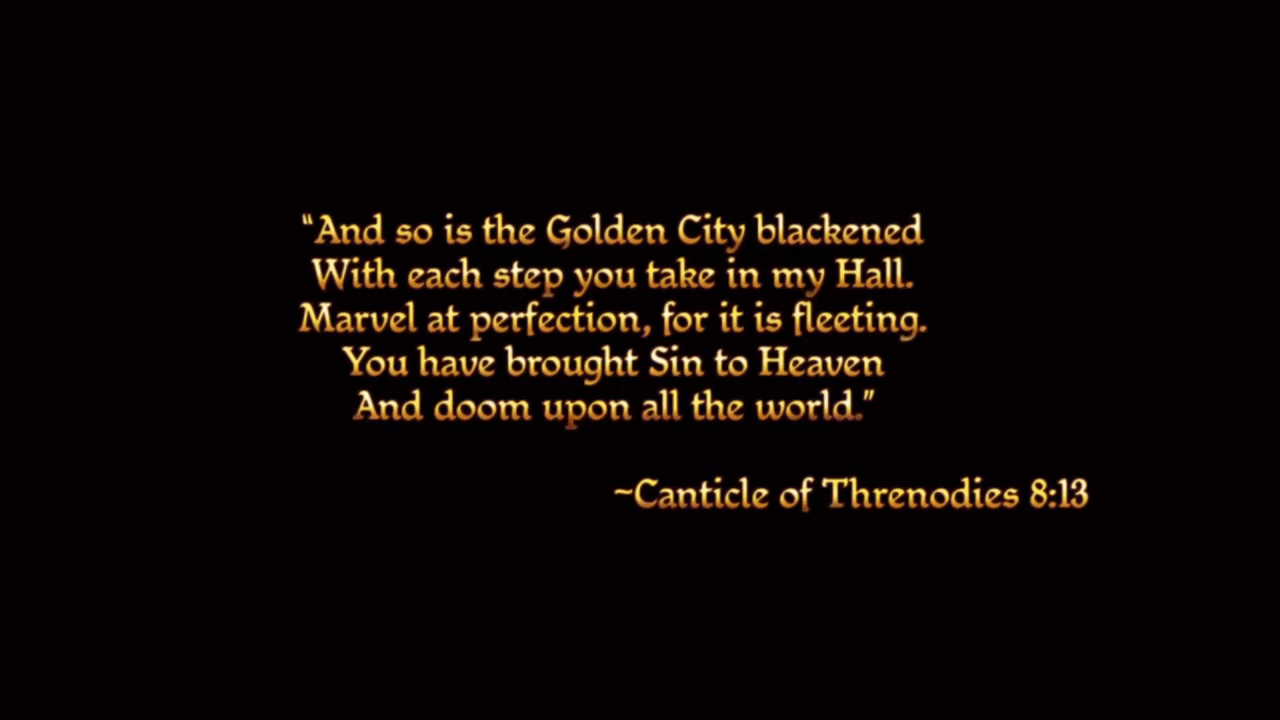 "And so is the Golden City blackened
With each step you take in my Hall.
Marvel at perfection, for it is fleeting.
You have brought Sin to Heaven
And doom upon all the world."
~Canticle of Threnodies 8:13